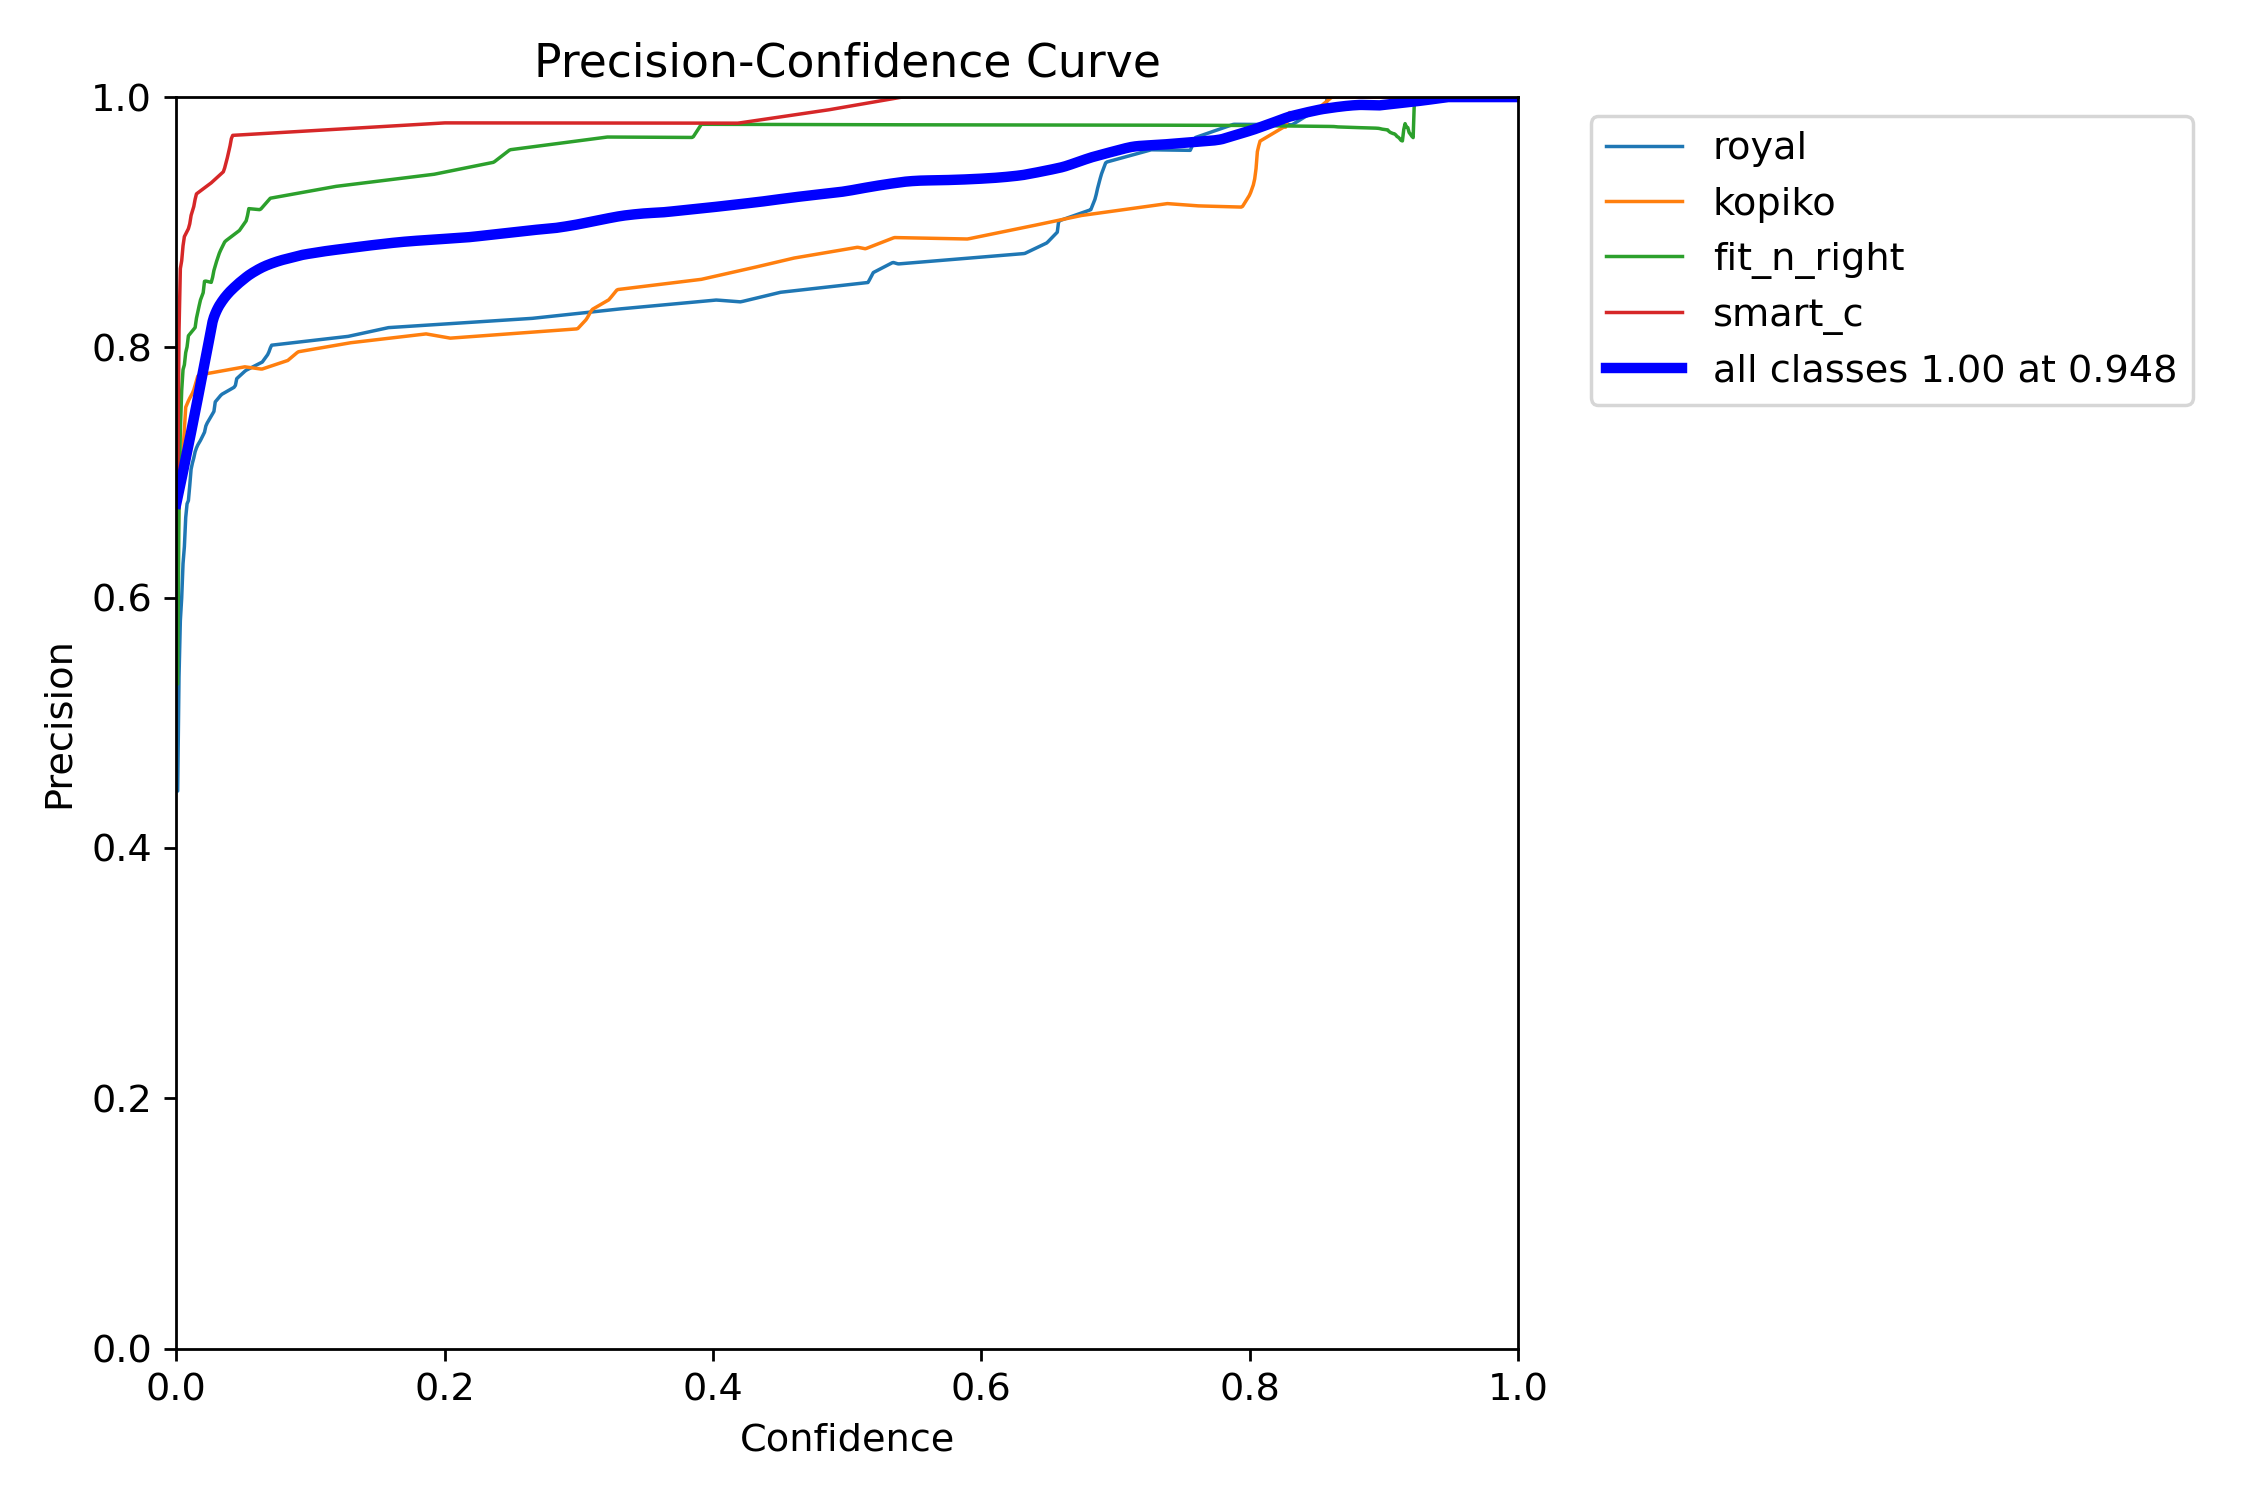 Precision-Confidence Curve
1.0
0.8
0.6
0.4
0.2
0.0
Precision
0.0 0.2 0.4 0.6 0.8 1.0
Confidence
royal
kopiko
fit_n_right
smart_c
all classes 1.00 at 0.948